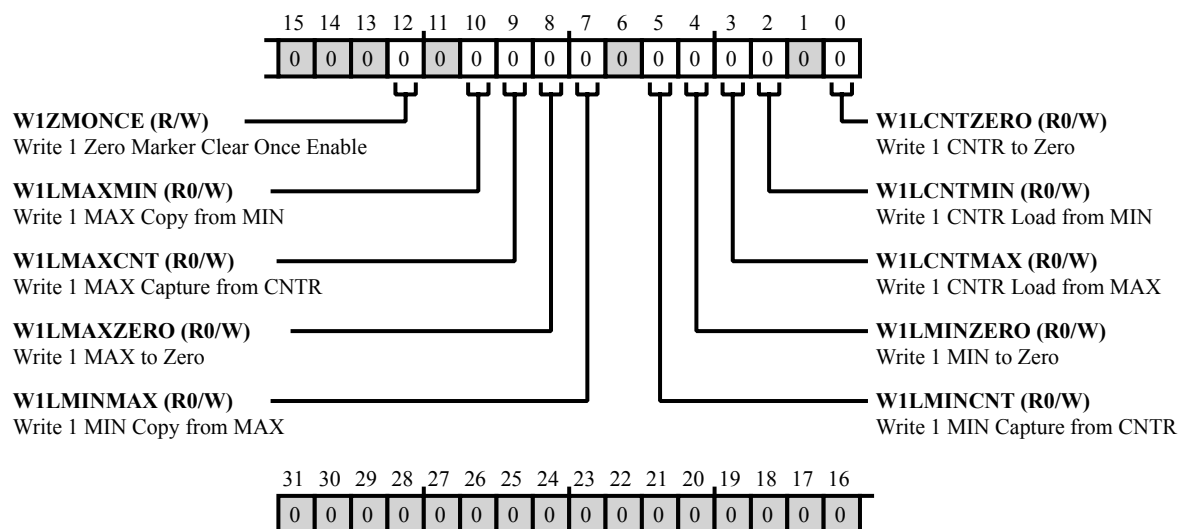 15 14 13 12 11 10 9 8 7 6 5 4 3 2 1 0
0 0 0 0 0 0 0 0 0 0 0 0 0 0 0 0
W1ZMONCE (R/W)
Write 1 Zero Marker Clear Once Enable
W1LMAXMIN (R0/W)
Write 1 MAX Copy from MIN
W1LMAXCNT (R0/W)
Write 1 MAX Capture from CNTR
W1LMAXZERO (R0/W)
Write 1 MAX to Zero
W1LMINMAX (R0/W)
Write 1 MIN Copy from MAX
W1LCNTZERO (R0/W)
Write 1 CNTR to Zero
W1LCNTMIN (R0/W)
Write 1 CNTR Load from MIN
W1LCNTMAX (R0/W)
Write 1 CNTR Load from MAX
W1LMINZERO (R0/W)
Write 1 MIN to Zero
W1LMINCNT (R0/W)
Write 1 MIN Capture from CNTR
31 30 29 28 27 26 25 24 23 22 21 20 19 18 17 16
0 0 0 0 0 0 0 0 0 0 0 0 0 0 0 0